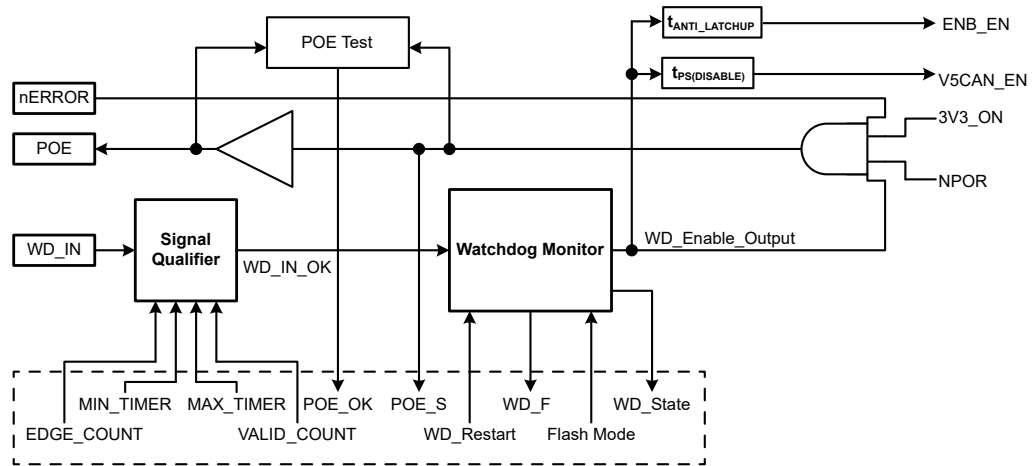 tANTI_LATCHUP
ENB_EN
POE Test
tPS(DISABLE)
V5CAN_EN
nERROR
3V3_ON
POE
NPOR
Signal
Qualifier
Watchdog Monitor
WD_Enable_Output
WD_IN
WD_IN_OK
MIN_TIMER
MAX_TIMER
POE_OK
POE_S
WD_F
WD_State
EDGE_COUNT
VALID_COUNT
WD_Restart
Flash Mode